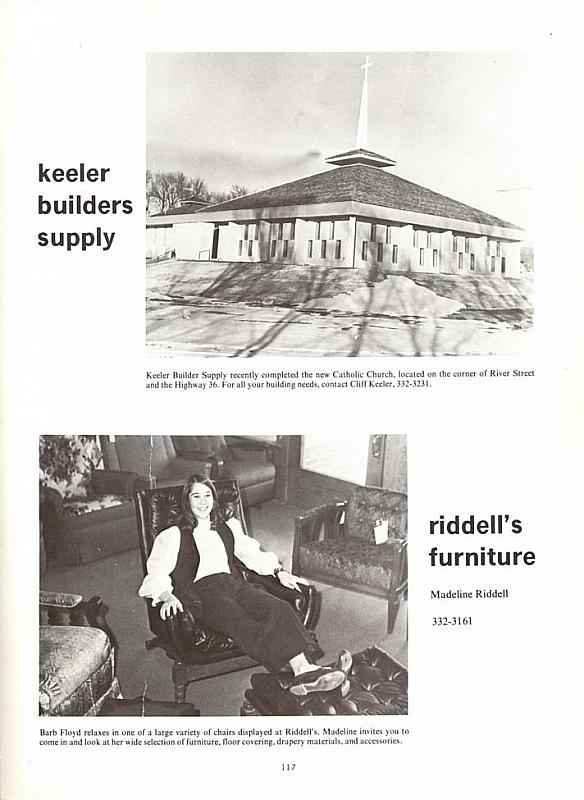 keeler
builders
supply
Keeler Builder Supply recently completed the new Catholic Church, located on the corner of River Street
and the Highway 36. For all your building needs, contact Cliff Keeler, 332-3231.
riddell's
furniture
Madeline Riddell
332-3161
Barb Floyd relaxes in one of a large variety of chairs displayed at Riddell's. Madeline invites you to
come in and look at her wide selection of furniture, floor covering, drapery materials, and accessories.
117